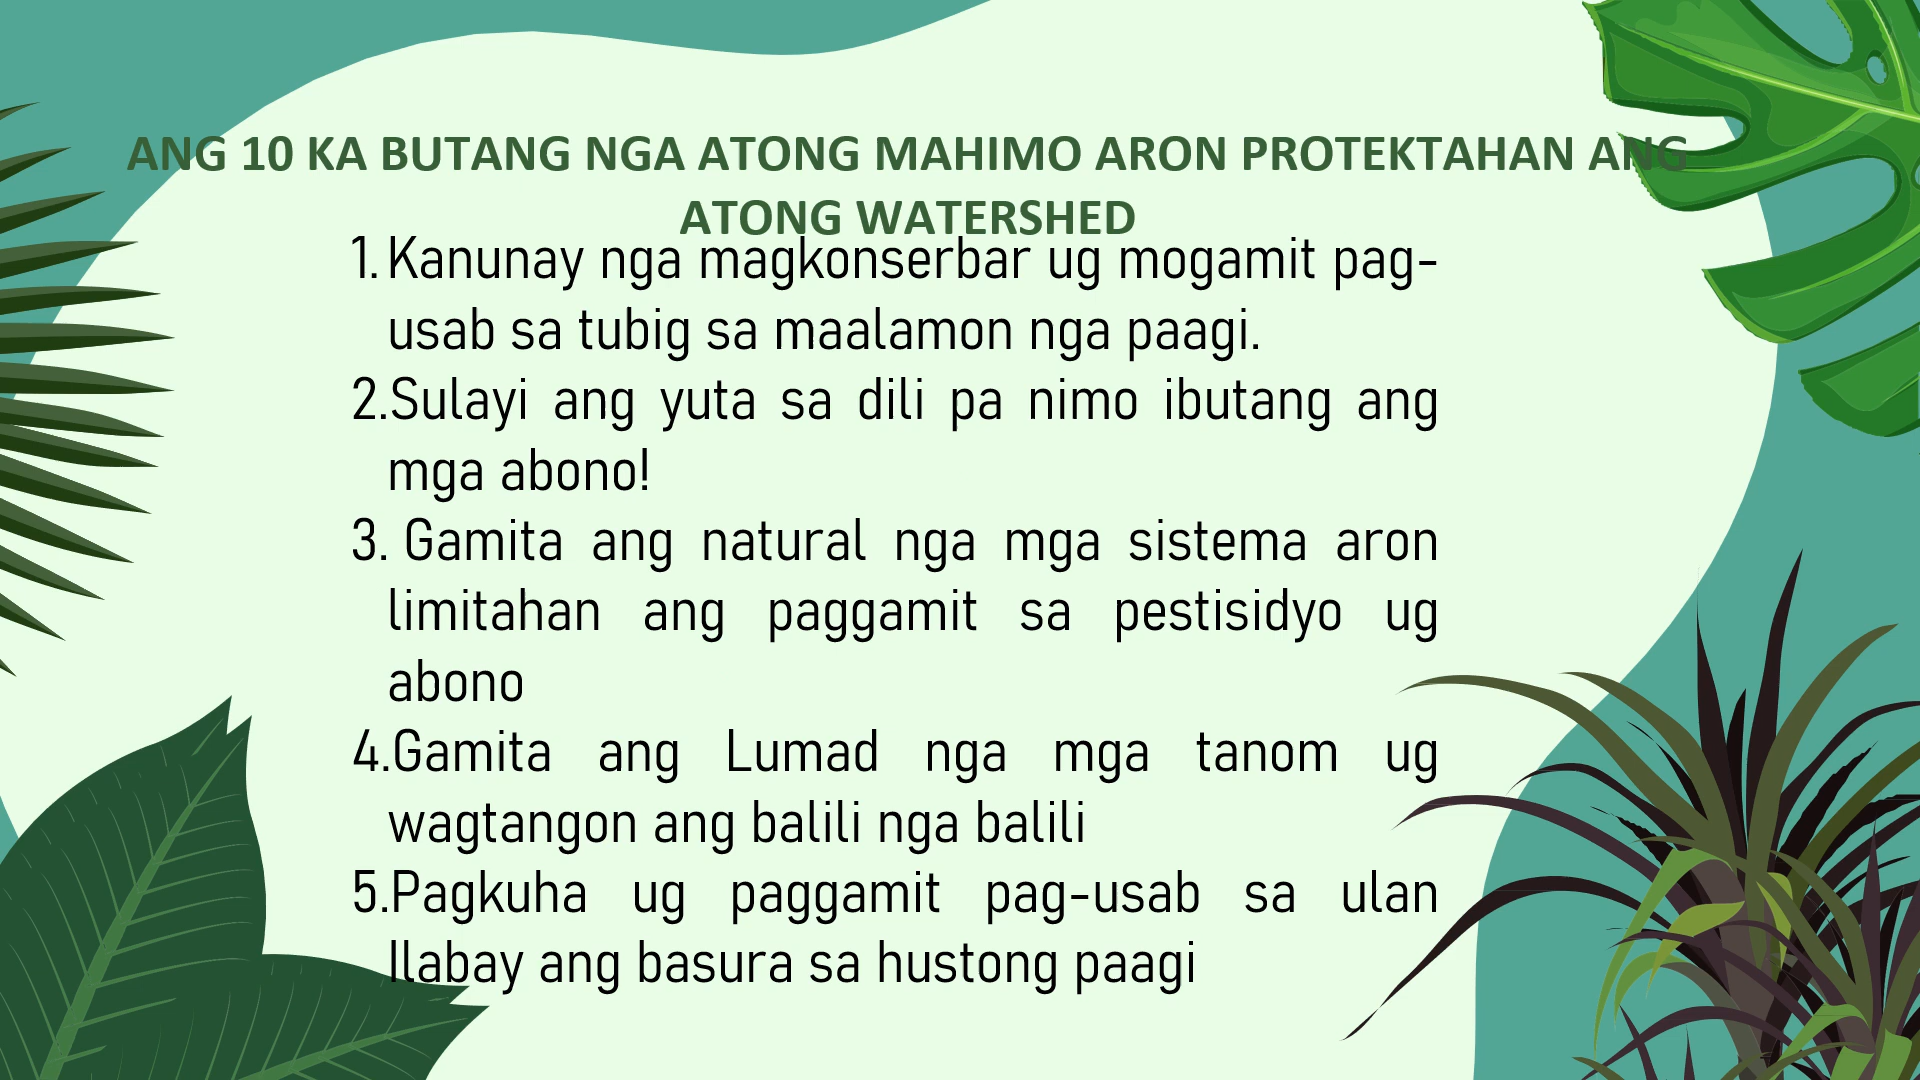 ANG 10 KA BUTANG NGA ATONG MAHIMO ARON PROTEKTAHAN ANG
ATONG WATERSHED
1. Kanunay nga magkonserbar ug mogamit pag-
usab sa tubig sa maalamon nga paagi.
2.Sulayi ang yuta sa dili pa nimo ibutang ang
mga abono!
3. Gamita ang natural nga mga sistema aron
limitahan ang paggamit sa pestisidyo ug
abono
4.Gamita ang Lumad nga mga tanom ug
wagtangon ang balili nga balili
5.Pagkuha ug paggamit pag-usab sa ulan
Ilabay ang basura sa hustong paagi